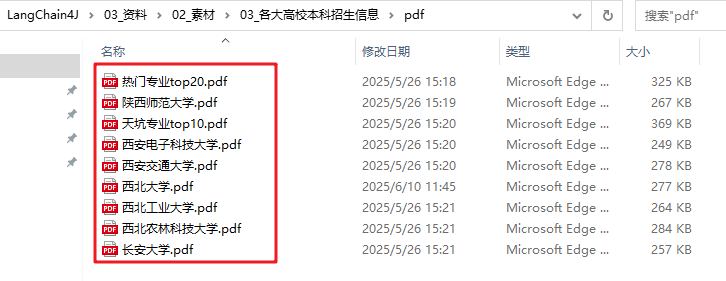 LangChain4J > 03_资料 > 02_素材 > 03_各大高校本科招生信息 > pdf 搜索"pdf"
名称 修改日期 类型 大小
热门专业top20.pdf 2025/5/26 15:18 Microsoft Edge ... 325 KB
陕西师范大学.pdf 2025/5/26 15:19 Microsoft Edge ... 267 KB
天坑专业top10.pdf 2025/5/26 15:20 Microsoft Edge ... 369 KB
西安电子科技大学.pdf 2025/5/26 15:20 Microsoft Edge ... 249 KB
西安交通大学.pdf 2025/5/26 15:20 Microsoft Edge ... 278 KB
西北大学.pdf 2025/6/10 11:45 Microsoft Edge ... 277 KB
西北工业大学.pdf 2025/5/26 15:21 Microsoft Edge ... 264 KB
西北农林科技大学.pdf 2025/5/26 15:21 Microsoft Edge ... 284 KB
长安大学.pdf 2025/5/26 15:21 Microsoft Edge ... 257 KB